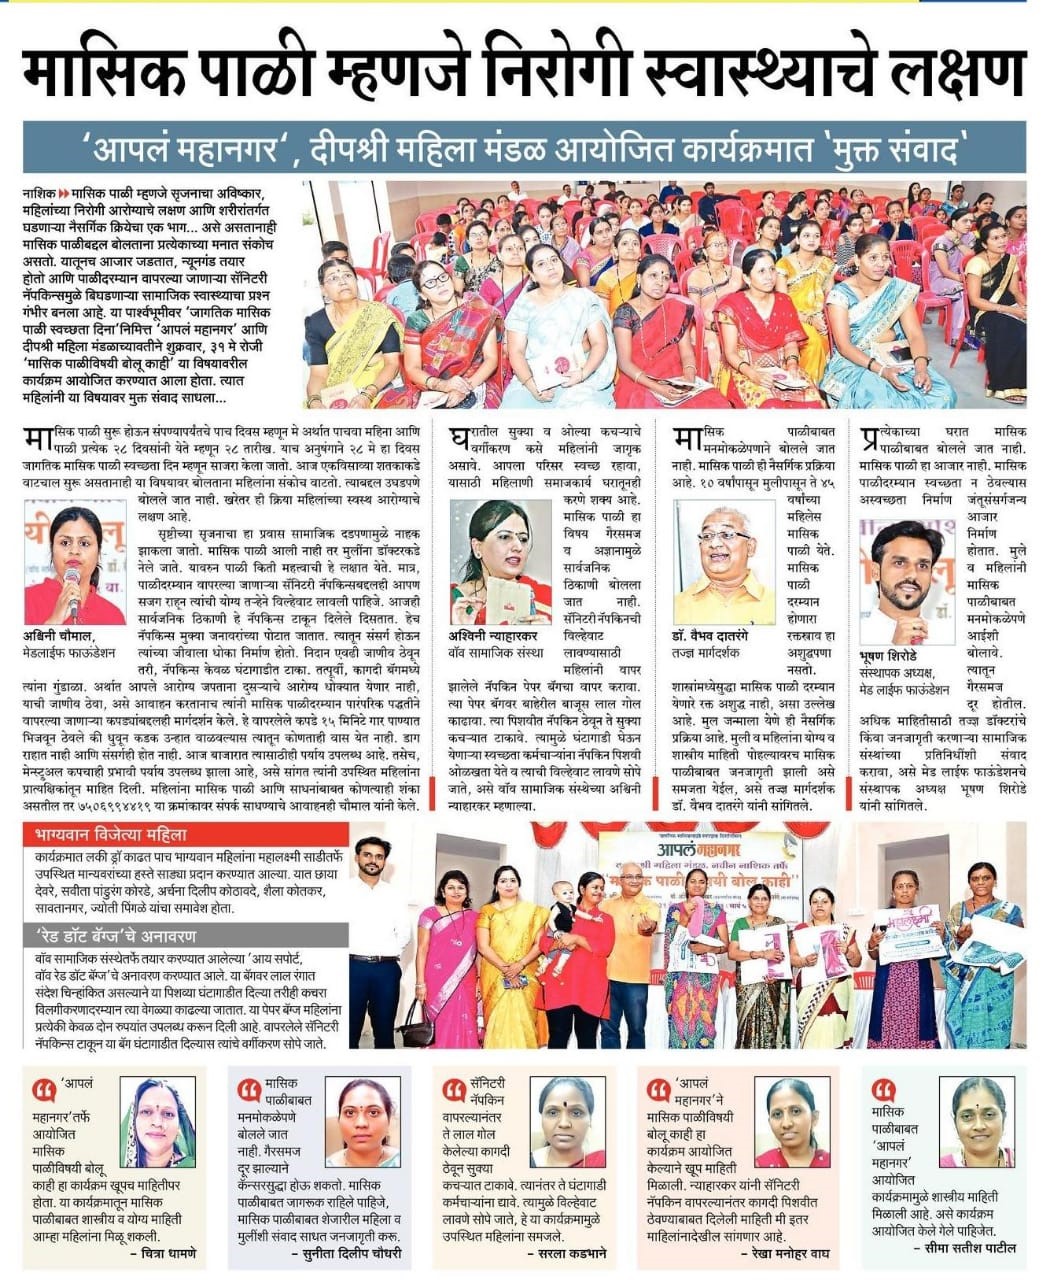 मासिक पाळी म्हणजे निरोगी स्वास्थ्याचे लक्षण
'आपलं महानगर', दीपश्री महिला मंडळ आयोजित कार्यक्रमात 'मुक्त संवाद'
नाशिक मासिक पाळी म्हणजे सृजनाचा अविष्कार,
महिलांच्या निरोगी आरोग्याचे लक्षण आणि शरीरांतर्गत
घडणाऱ्या नैसर्गिक क्रियेचा एक भाग... असे असतानाही
मासिक पाळीबद्दल बोलताना प्रत्येकाच्या मनात संकोच
असतो. यातूनच आजार जडतात, न्यूनगंड तयार
होतो आणि पाळीदरम्यान वापरल्या जाणाऱ्या सॅनिटरी
नॅपकिन्समुळे बिघडणाऱ्या सामाजिक स्वास्थ्याचा प्रश्न
गंभीर बनला आहे. या पार्श्वभूमीवर 'जागतिक मासिक
पाळी स्वच्छता दिना'निमित्त 'आपलं महानगर' आणि
दीपश्री महिला मंडळाच्यावतीने शुक्रवार, ३१ मे रोजी
'मासिक पाळीविषयी बोलू काही' या विषयावरील
कार्यक्रम आयोजित करण्यात आला होता. त्यात
महिलांनी या विषयावर मुक्त संवाद साधला...
मासिक पाळी सुरू होऊन संपण्यापर्यंतचे पाच दिवस म्हणून मे अर्थात पाचवा महिना आणि
पाळी प्रत्येक २८ दिवसांनी येते म्हणून २८ तारीख. याच अनुषंगाने २८ मे हा दिवस
जागतिक मासिक पाळी स्वच्छता दिन म्हणून साजरा केला जातो. आज एकविसाव्या शतकाकडे
वाटचाल सुरू असतानाही या विषयावर बोलताना महिलांना संकोच वाटतो. त्याबद्दल उघडपणे
बोलले जात नाही. खरेतर ही क्रिया महिलांच्या स्वस्थ आरोग्याचे
लक्षण आहे.
सृष्टीच्या सृजनाचा हा प्रवास सामाजिक दडपणामुळे नाहक
झाकला जातो. मासिक पाळी आली नाही तर मुलींना डॉक्टरकडे
नेले जाते. यावरुन पाळी किती महत्वाची हे लक्षात येते. मात्र,
पाळीदरम्यान वापरल्या जाणाऱ्या सॅनिटरी नॅपकिन्सबद्दलही आपण
सजग राहून त्यांची योग्य तऱ्हेने विल्हेवाट लावली पाहिजे. आजही
सार्वजनिक ठिकाणी हे नॅपकिन्स टाकून दिलेले दिसतात. हेच
नॅपकिन्स मुक्या जनावरांच्या पोटात जातात. त्यातून संसर्ग होऊन
त्यांच्या जीवाला धोका निर्माण होतो. निदान एवढी जाणीव ठेवून
तरी, नॅपकिन्स केवळ घंटागाडीत टाका. तत्पूर्वी, कागदी बॅगमध्ये
त्यांना गुंडाळा. अर्थात आपले आरोग्य जपताना दुसऱ्याचे आरोग्य धोक्यात येणार नाही,
याची जाणीव ठेवा, असे आवाहन करतानाच त्यांनी मासिक पाळीदरम्यान पारंपरिक पद्धतीने
वापरल्या जाणाऱ्या कपड्यांबद्दलही मार्गदर्शन केले. हे वापरलेले कपडे १५ मिनिटे गार पाण्यात
भिजवून ठेवले की धुवून कडक उन्हात वाळवल्यास त्यातून कोणताही वास येत नाही. डाग
राहात नाही आणि संसर्गही होत नाही. आज बाजारात त्यासाठीही पर्याय उपलब्ध आहे. तसेच,
मेन्स्ट्रुअल कपचाही प्रभावी पर्याय उपलब्ध झाला आहे, असे सांगत त्यांनी उपस्थित महिलांना
प्रात्यक्षिकांतून माहित दिली. महिलांना मासिक पाळी आणि साधनांबाबत कोणत्याही शंका
असतील तर ७५०६९९४४१९ या क्रमांकावर संपर्क साधण्याचे आवाहनही चौमाल यांनी केले.
अश्विनी चौमाल,
मेडलाईफ फाऊंडेशन
घरातील सुक्या व ओल्या कचऱ्याचे
वर्गीकरण कसे महिलांनी जागृक
असावे. आपला परिसर स्वच्छ रहावा,
यासाठी महिलाणी समाजकार्य घरातूनही
करणे शक्य आहे.
मासिक पाळी हा
विषय गैरसमज
व अज्ञानामुळे
सार्वजनिक
ठिकाणी बोलला
जात नाही.
सॅनिटरी नॅपकिनची
विल्हेवाट
लावण्यासाठी
महिलांनी वापर
झालेले नॅपकिन पेपर बॅगचा वापर करावा.
त्या पेपर बॅगवर बाहेरील बाजूस लाल गोल
काढावा. त्या पिशवीत नॅपकिन ठेवून ते सुक्या
कचऱ्यात टाकावे. त्यामुळे घंटागाडी घेऊन
येणाऱ्या स्वच्छता कर्मचाऱ्यांना नॅपकिन पिशवी
ओळखता येते व त्याची विल्हेवाट लावणे सोपे
जाते, असे वॉव सामाजिक संस्थेच्या अश्विनी
न्याहारकर म्हणाल्या.
अश्विनी न्याहारकर
वॉव सामाजिक संस्था
मासिक पाळीबाबत
मनमोकळेपणाने बोलले जात
नाही. मासिक पाळी ही नैसर्गिक प्रक्रिया
आहे. १० वर्षांपासून मुलीपासून ते ४५
वर्षांच्या
महिलेस
मासिक
पाळी येते.
मासिक
पाळी
दरम्यान
होणारा
रक्तस्त्राव हा
अशुद्धपणा
नसतो.
शास्त्रांमध्येसुद्धा मासिक पाळी दरम्यान
येणारे रक्त अशुद्ध नाही, असा उल्लेख
आहे. मुल जन्माला येणे ही नैसर्गिक
प्रक्रिया आहे. मुली व महिलांना योग्य व
शास्त्रीय माहिती पोहल्यावरच मासिक
पाळीबाबत जनजागृती झाली असे
समजता येईल, असे तज्ज्ञ मार्गदर्शक
डॉ. वैभव दातरंगे यांनी सांगितले.
डॉ. वैभव दातरंगे
तज्ज्ञ मार्गदर्शक
प्रत्येकाच्या घरात मासिक
पाळीबाबत बोलले जात नाही.
मासिक पाळी हा आजार नाही. मासिक
पाळीदरम्यान स्वच्छता न ठेवल्यास
अस्वच्छता निर्माण जंतूसंसर्गजन्य
आजार
निर्माण
होतात. मुले
व महिलांनी
मासिक
पाळीबाबत
मनमोकळेपणे
आईशी
बोलावे.
त्यातून
गैरसमज
दूर होतील.
अधिक माहितीसाठी तज्ज्ञ डॉक्टरांचे
किंवा जनजागृती करणाऱ्या सामाजिक
संस्थांच्या प्रतिनिधींशी संवाद
करावा, असे मेड लाईफ फाऊंडेशनचे
संस्थापक अध्यक्ष भूषण शिरोडे
यांनी सांगितले.
भूषण शिरोडे
संस्थापक अध्यक्ष,
मेड लाईफ फाऊंडेशन
भाग्यवान विजेत्या महिला
कार्यक्रमात लकी ड्रॉ काढत पाच भाग्यवान महिलांना महालक्ष्मी साडीतर्फे
उपस्थित मान्यवरांच्या हस्ते साड्या प्रदान करण्यात आल्या. यात छाया
देवरे, सवीता पांडुरंग कोरडे, अर्चना दिलीप कोठावदे, शैला कोतकर,
सावतानगर, ज्योती पिंगळे यांचा समावेश होता.
'रेड डॉट बॅग्ज'चे अनावरण
वॉव सामाजिक संस्थेतर्फे तयार करण्यात आलेल्या 'आय सपोर्ट,
वॉव रेड डॉट बॅग्ज'चे अनावरण करण्यात आले. या बॅगवर लाल रंगात
संदेश चिन्हांकित असल्याने या पिशव्या घंटागाडीत दिल्या तरीही कचरा
विलगीकरणादरम्यान त्या वेगळ्या काढल्या जातात. या पेपर बॅग्ज महिलांना
प्रत्येकी केवळ दोन रुपयांत उपलब्ध करून दिली आहे. वापरलेले सॅनिटरी
नॅपकिन्स टाकून या बॅग घंटागाडीत दिल्यास त्यांचे वर्गीकरण सोपे जाते.
आपलं महानगर
महिला मंडळ, नवीन नाशिक तर्फे
पाळी
बोल काही"
'आपलं
महानगर'तर्फे
आयोजित
मासिक
पाळीविषयी बोलू
काही हा कार्यक्रम खूपच माहितीपर
होता. या कार्यक्रमातून मासिक
पाळीबाबत शास्त्रीय व योग्य माहिती
आम्हा महिलांना मिळू शकली.
- चित्रा धामणे
मासिक
पाळीबाबत
मनमोकळेपणे
बोलले जात
नाही. गैरसमज
दूर झाल्याने
कॅन्सरसुद्धा होऊ शकतो. मासिक
पाळीबाबत जागरूक राहिले पाहिजे,
मासिक पाळीबाबत शेजारील महिला व
मुलींशी संवाद साधत जनजागृती करू.
- सुनीता दिलीप चौधरी
सॅनिटरी
नॅपकिन
वापरल्यानंतर
ते लाल गोल
केलेल्या कागदी
ठेवून सुक्या
कचऱ्यात टाकावे. त्यानंतर ते घंटागाडी
कर्मचाऱ्यांना द्यावे. त्यामुळे विल्हेवाट
लावणे सोपे जाते, हे या कार्यक्रमामुळे
उपस्थित महिलांना समजले.
- सरला कडभाने
'आपलं
महानगर'ने
मासिक पाळीविषयी
बोलू काही हा
कार्यक्रम आयोजित
केल्याने खूप माहिती
मिळाली. न्याहारकर यांनी सॅनिटरी
नॅपकिन वापरल्यानंतर कागदी पिशवीत
ठेवण्याबाबत दिलेली माहिती मी इतर
माहिलांनादेखील सांगणार आहे.
- रेखा मनोहर वाघ
मासिक
पाळीबाबत
'आपलं
महानगर'
आयोजित
कार्यक्रमामुळे शास्त्रीय माहिती
मिळाली आहे. असे कार्यक्रम
आयोजित केले गेले पाहिजेत.
- सीमा सतीश पाटील